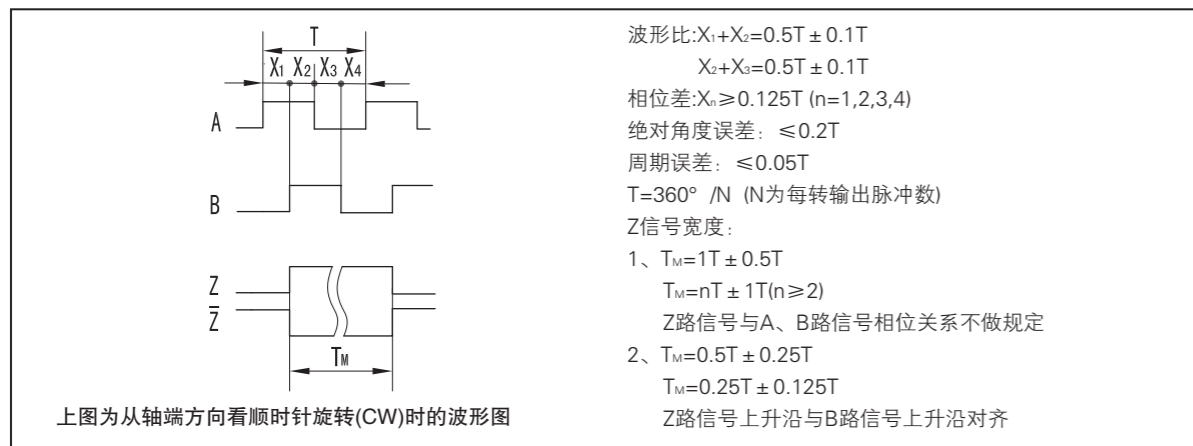 T
X₁ X₂ X₃ X₄
A
B
Z
Z̅
Tᴍ
上图为从轴端方向看顺时针旋转(CW)时的波形图
波形比:X₁+X₂=0.5T±0.1T
X₂+X₃=0.5T±0.1T
相位差:Xₙ≥0.125T (n=1,2,3,4)
绝对角度误差：≤0.2T
周期误差：≤0.05T
T=360° /N (N为每转输出脉冲数)
Z信号宽度：
1、Tᴍ=1T±0.5T
Tᴍ=nT±1T(n≥2)
Z路信号与A、B路信号相位关系不做规定
2、Tᴍ=0.5T±0.25T
Tᴍ=0.25T±0.125T
Z路信号上升沿与B路信号上升沿对齐